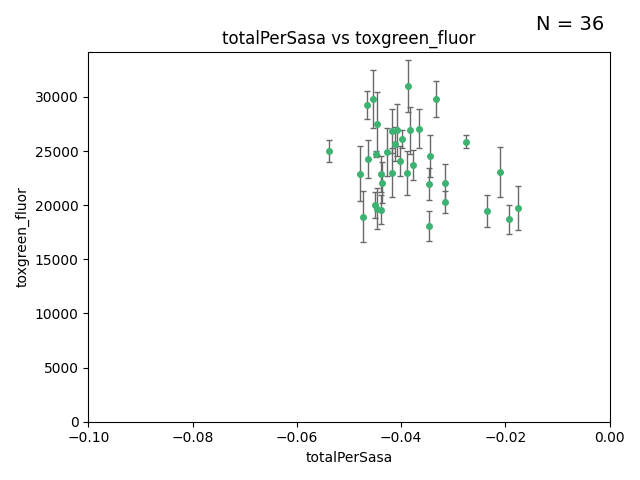 N = 36
totalPerSasa vs toxgreen_fluor
toxgreen_fluor
30000
25000
20000
15000
10000
5000
0
−0.10 −0.08 −0.06 −0.04 −0.02 0.00
totalPerSasa